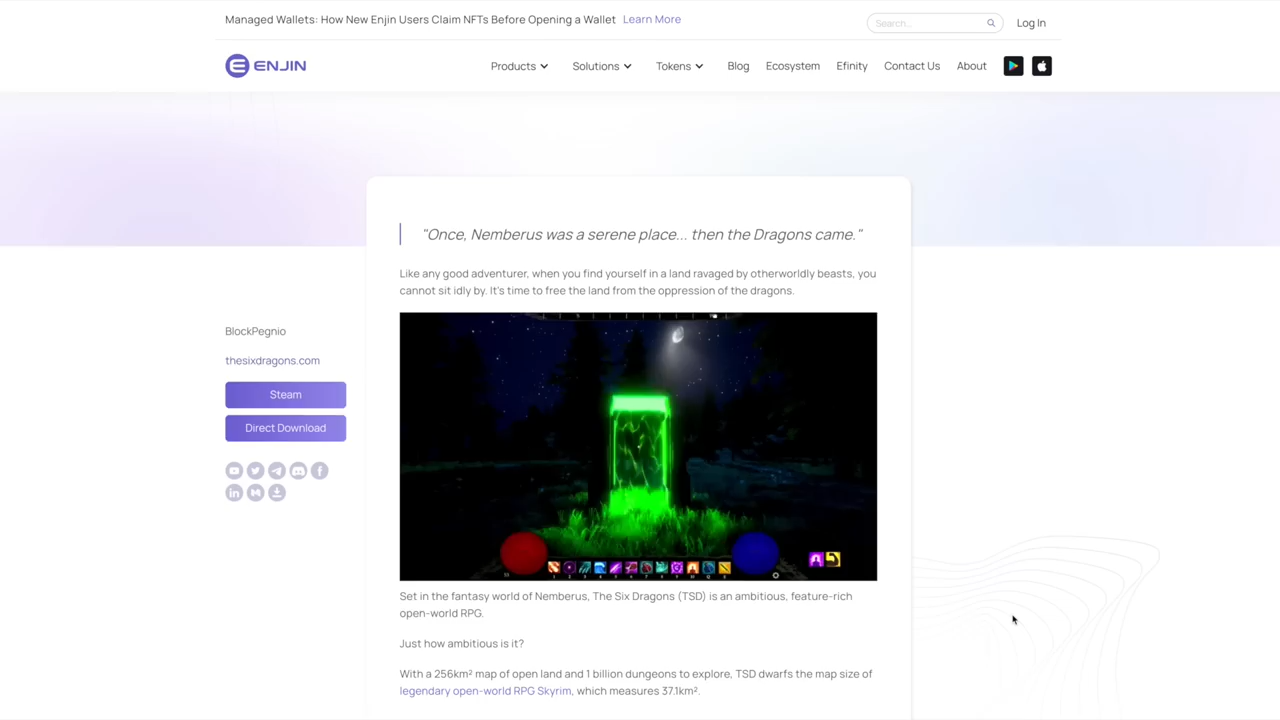 Managed Wallets: How New Enjin Users Claim NFTs Before Opening a Wallet Learn More
Search...
Log In
ENJIN
Products
Solutions
Tokens
Blog
Ecosystem
Efinity
Contact Us
About
"Once, Nemberus was a serene place... then the Dragons came."
Like any good adventurer, when you find yourself in a land ravaged by otherworldly beasts, you
cannot sit idly by. It's time to free the land from the oppression of the dragons.
BlockPegnio
thesixdragons.com
Steam
Direct Download
Set in the fantasy world of Nemberus, The Six Dragons (TSD) is an ambitious, feature-rich
open-world RPG.
Just how ambitious is it?
With a 256km² map of open land and 1 billion dungeons to explore, TSD dwarfs the map size of
legendary open-world RPG Skyrim, which measures 37.1km².